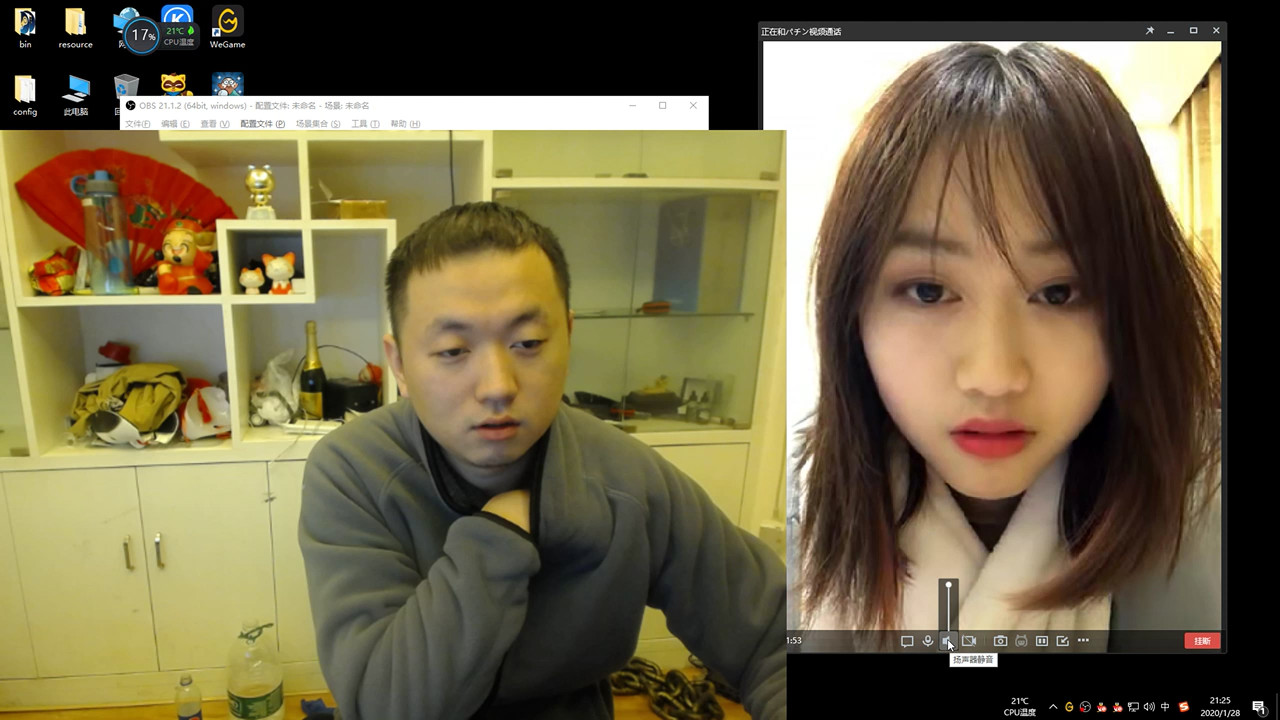 bin
resource
WeGame
17%
21℃
CPU温度
config
此电脑
OBS 21.1.2 (64bit, windows) - 配置文件: 未命名 - 场景: 未命名
文件(F) 编辑 (E) 查看 (V) 配置文件 (P) 场景集合 (S) 工具 (T) 帮助 (H)
正在和パチン视频通话
1:53
挂断
扬声器静音
21℃
CPU温度
中
21:25
2020/1/28
1